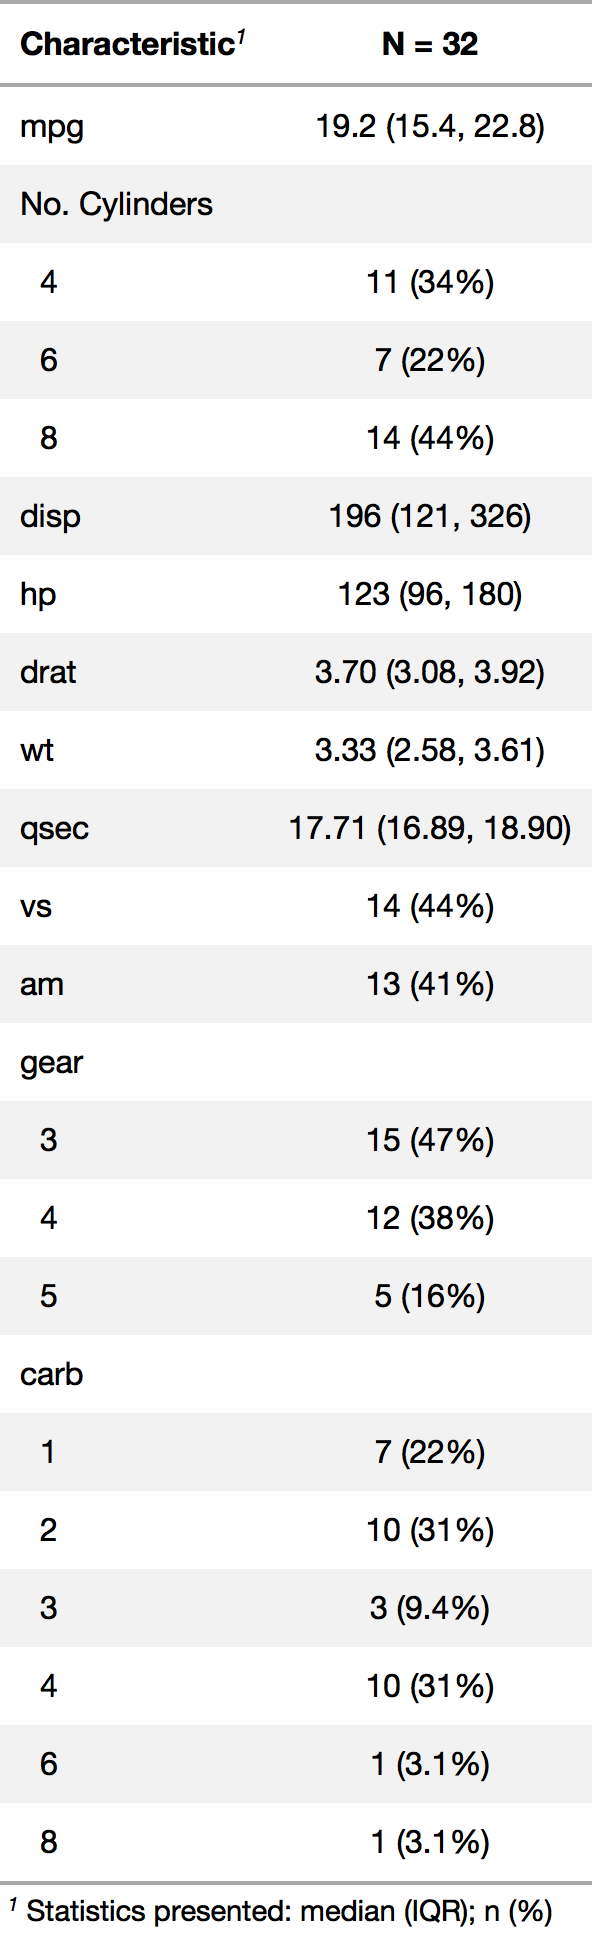 Characteristic1 N = 32
mpg 19.2 (15.4, 22.8)
No. Cylinders
4 11 (34%)
6 7 (22%)
8 14 (44%)
disp 196 (121, 326)
hp 123 (96, 180)
drat 3.70 (3.08, 3.92)
wt 3.33 (2.58, 3.61)
qsec 17.71 (16.89, 18.90)
vs 14 (44%)
am 13 (41%)
gear
3 15 (47%)
4 12 (38%)
5 5 (16%)
carb
1 7 (22%)
2 10 (31%)
3 3 (9.4%)
4 10 (31%)
6 1 (3.1%)
8 1 (3.1%)
1 Statistics presented: median (IQR); n (%)